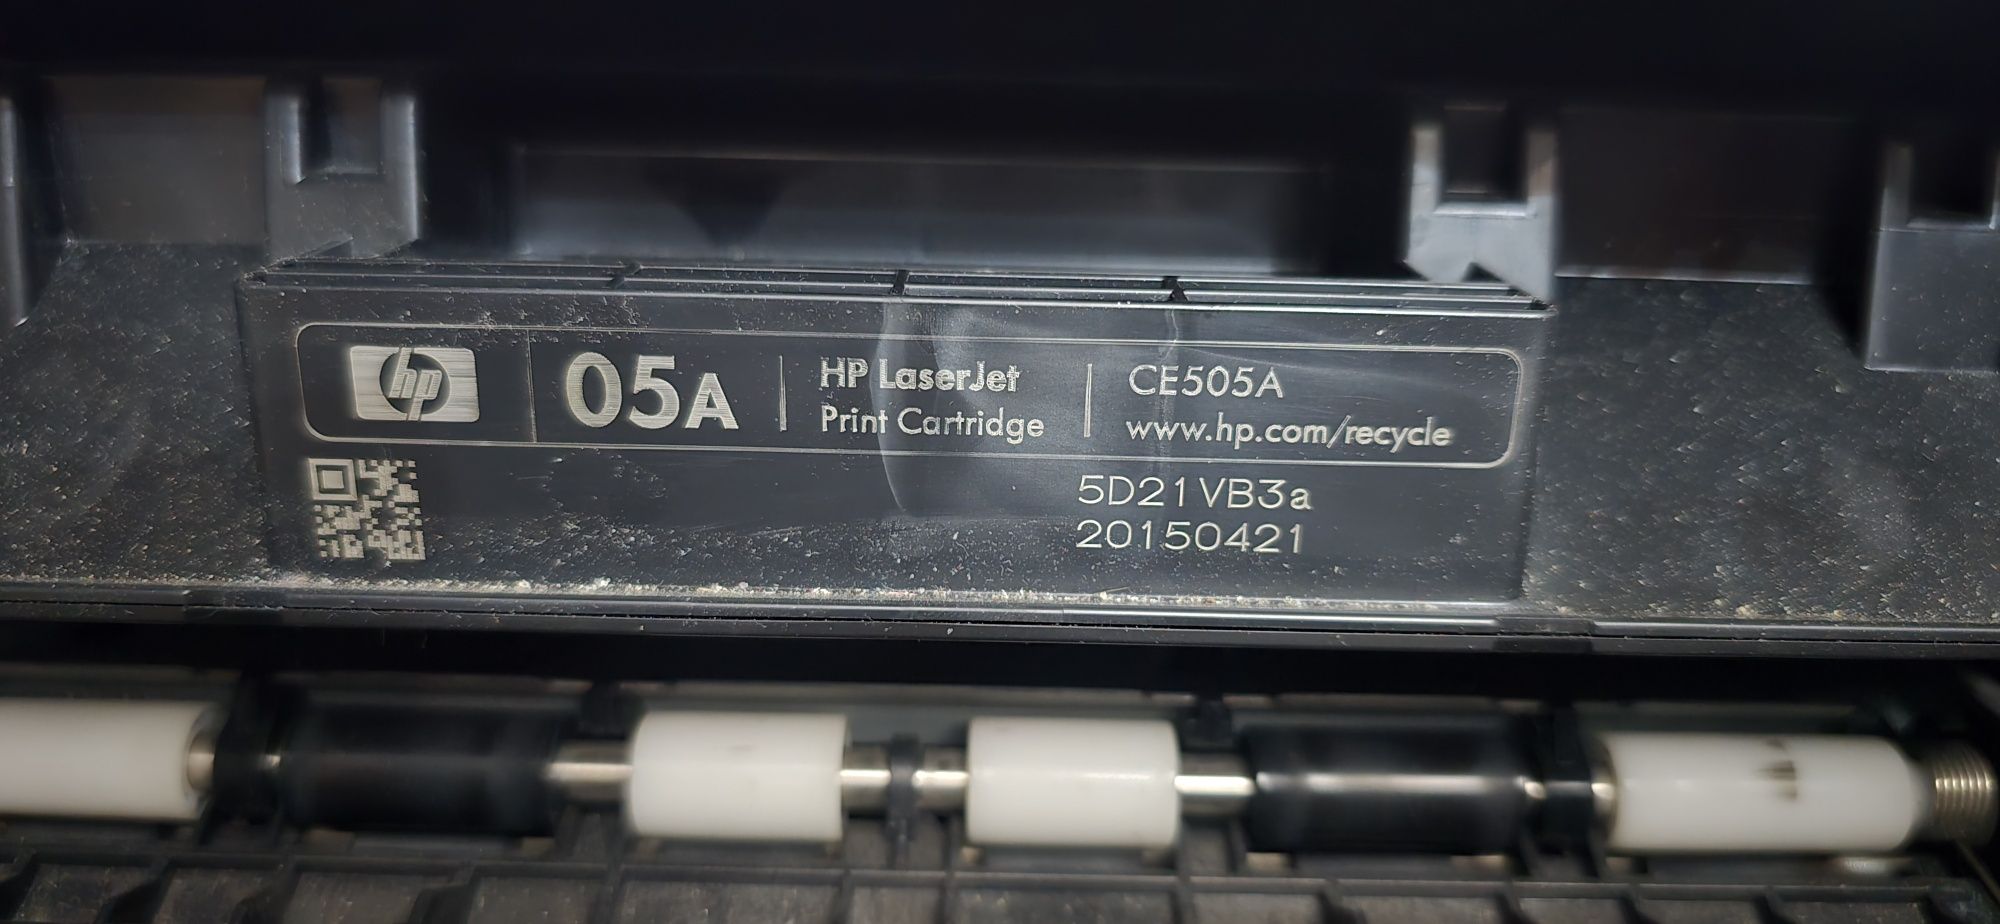 hp
05A
HP LaserJet
Print Cartridge
CE505A
www.hp.com/recycle
5D21VB3a
20150421